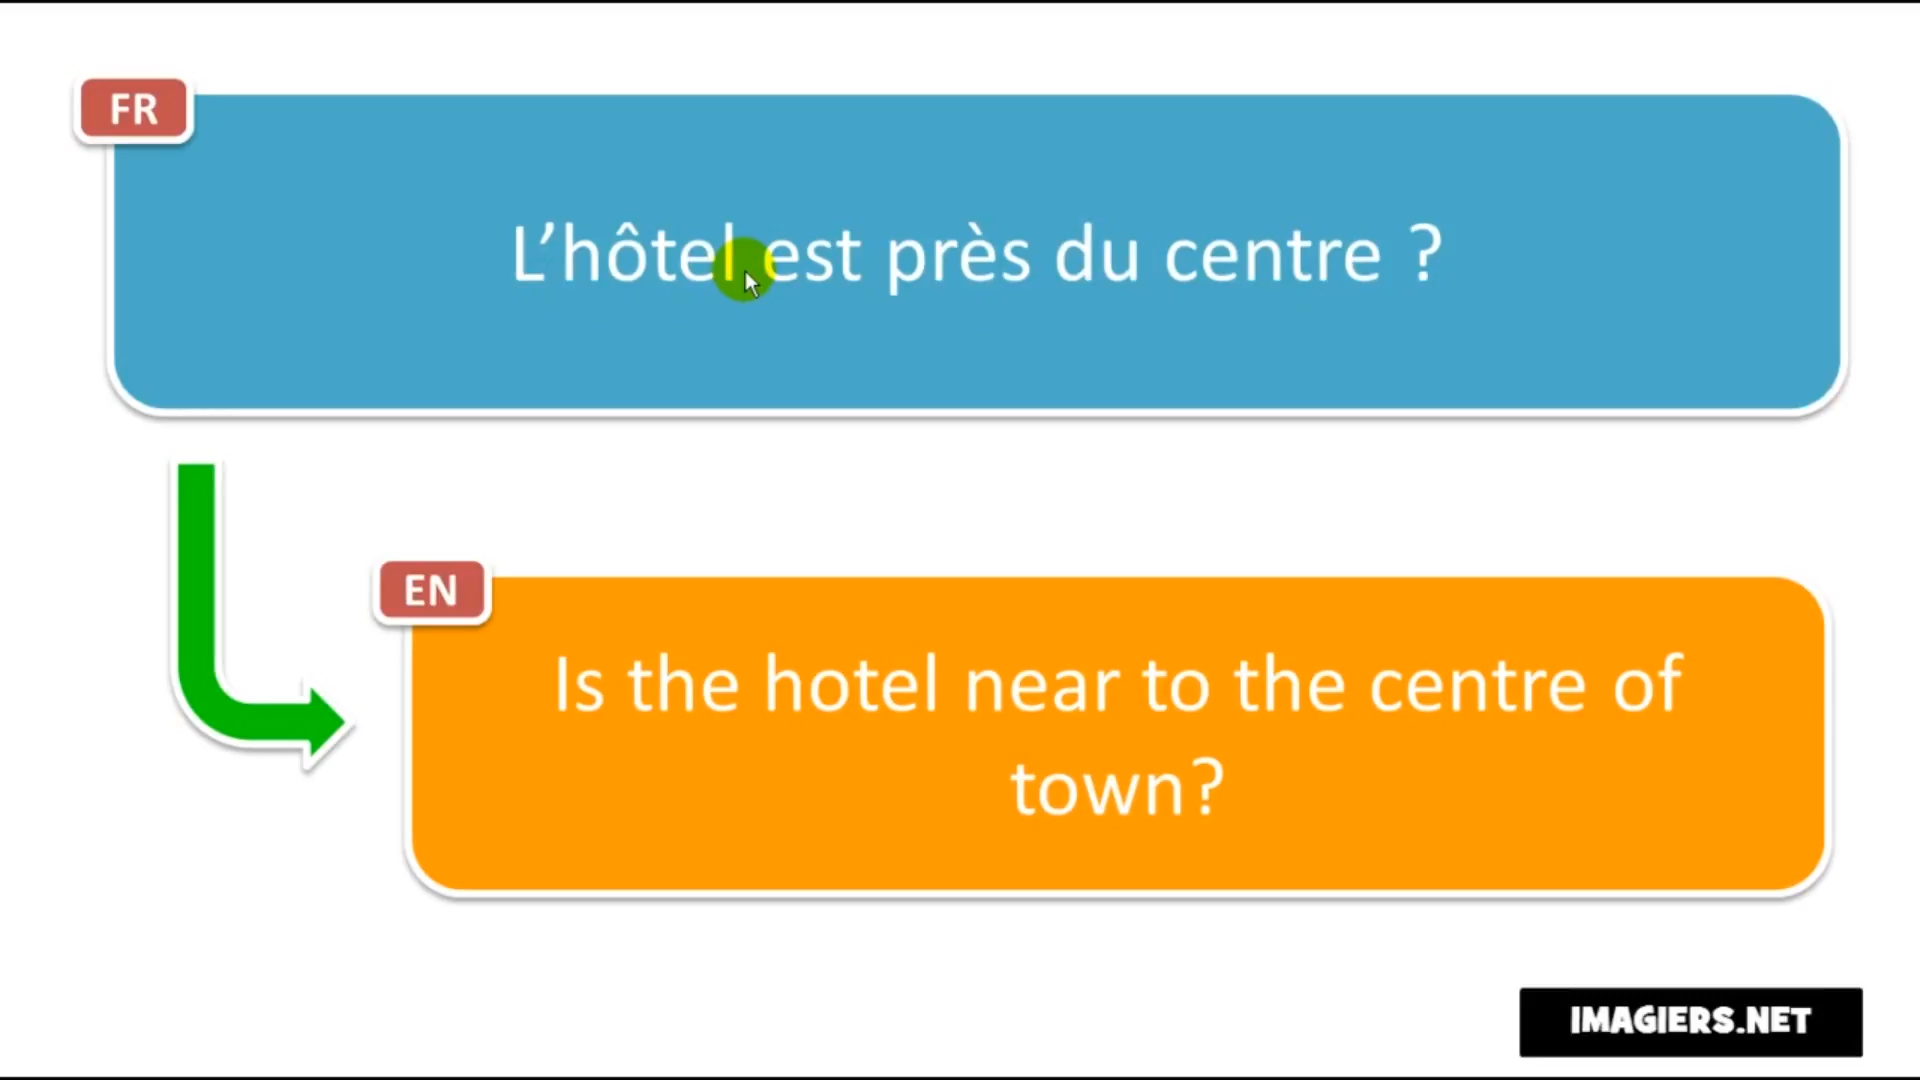 FR
L’hôtel est près du centre ?
EN
Is the hotel near to the centre of
town?
IMAGIERS.NET